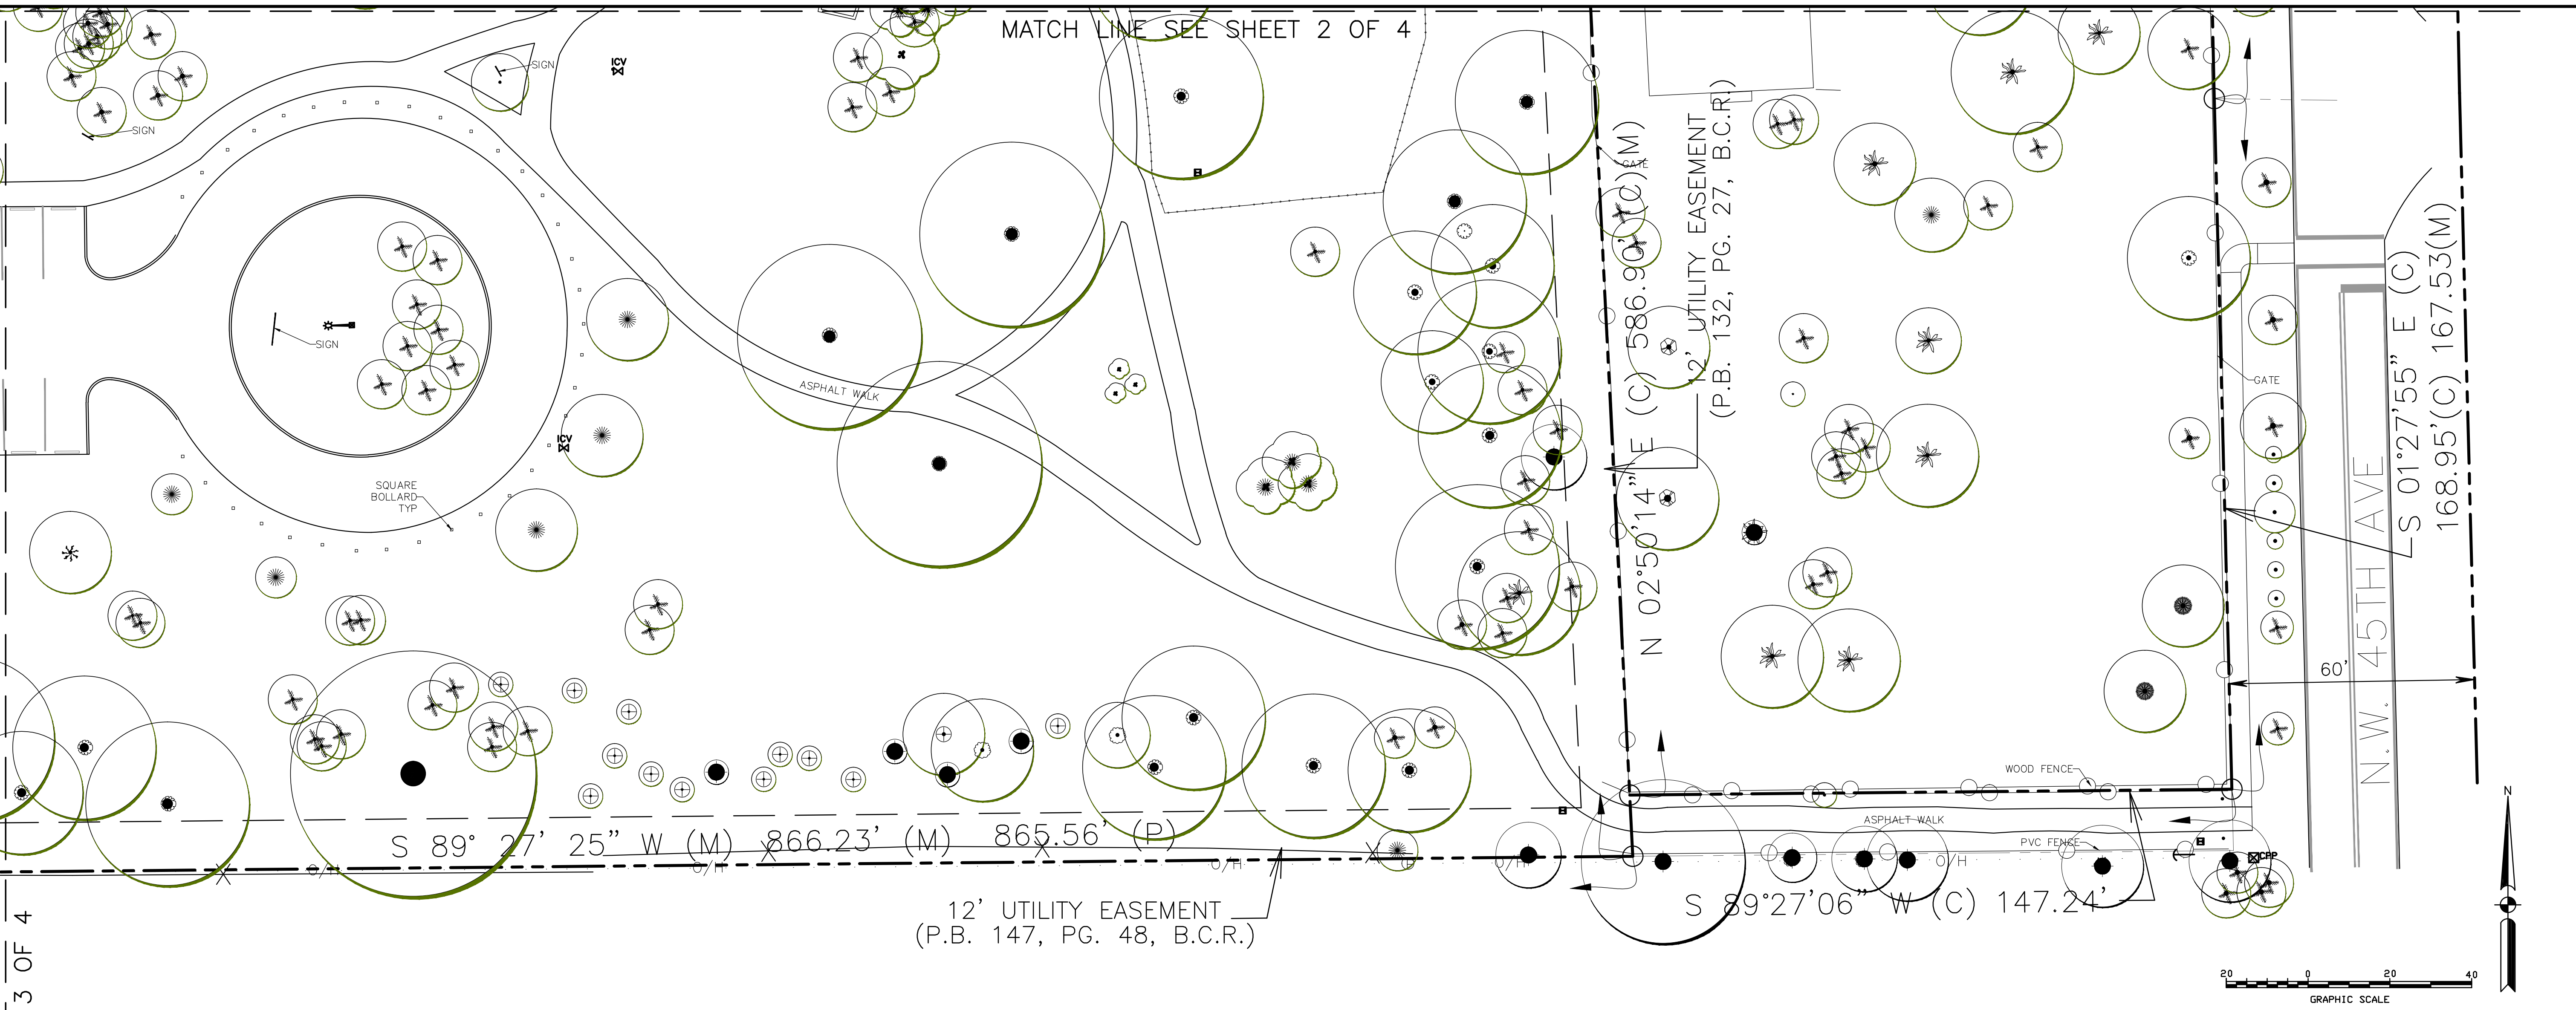 MATCH LINE SEE SHEET 2 OF 4
SIGN
ICV
SIGN
SIGN
ICV
SQUARE
BOLLARD
TYP
ASPHALT WALK
GATE
N 02°50'14" E (C) 586.90' (C)(M)
12' UTILITY EASEMENT
(P.B. 132, PG. 27, B.C.R.)
GATE
S 01°27'55" E (C)
168.95'(C) 167.53(M)
N.W. 45TH AVE
60'
WOOD FENCE
ASPHALT WALK
PVC FENCE
CPP
S 89° 27' 25" W (M) 866.23' (M) 865.56' (P)
X
X
X
X
O/H
O/H
O/H
O/H
O/H
12' UTILITY EASEMENT
(P.B. 147, PG. 48, B.C.R.)
S 89°27'06" W (C) 147.24'
N
3 OF 4
20 0 20 40
GRAPHIC SCALE